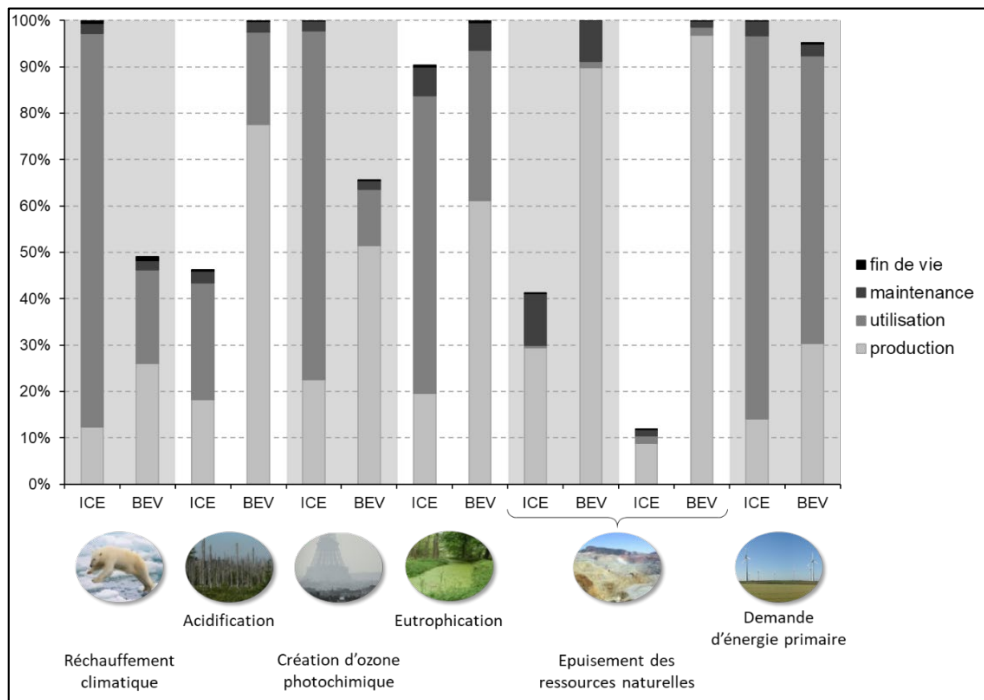 100%
90%
80%
70%
60%
50%
40%
30%
20%
10%
0%
ICE BEV ICE BEV ICE BEV ICE BEV ICE BEV ICE BEV ICE BEV
fin de vie
maintenance
utilisation
production
Réchauffement
climatique
Acidification
Création d'ozone
photochimique
Eutrophication
Epuisement des
ressources naturelles
Demande
d'énergie primaire